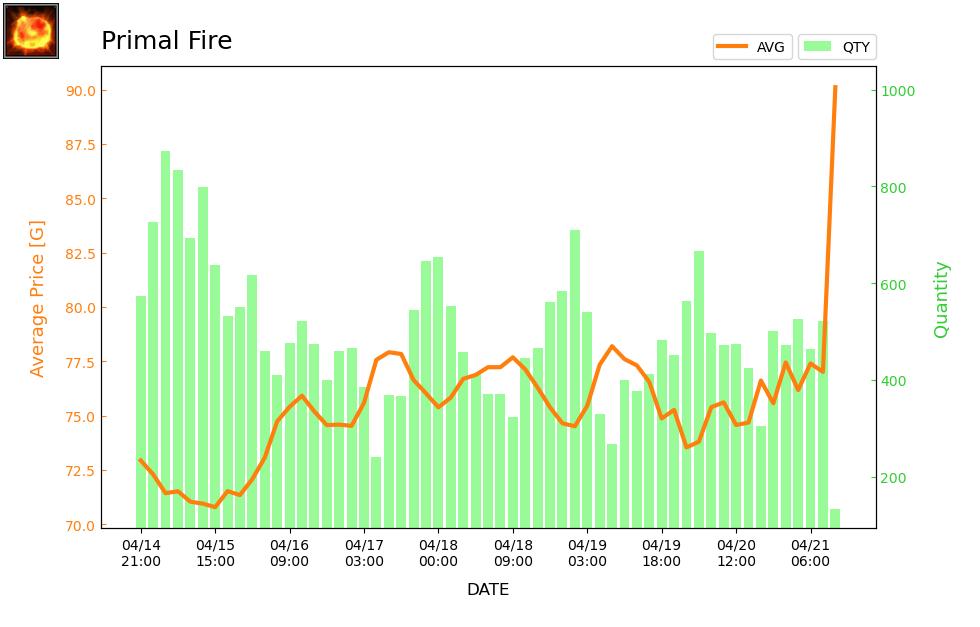 Primal Fire
AVG
QTY
90.0
87.5
85.0
82.5
80.0
77.5
75.0
72.5
70.0
Average Price [G]
1000
800
600
400
200
Quantity
04/14 04/15 04/16 04/17 04/18 04/18 04/19 04/19 04/20 04/21
21:00 15:00 09:00 03:00 00:00 09:00 03:00 18:00 12:00 06:00
DATE